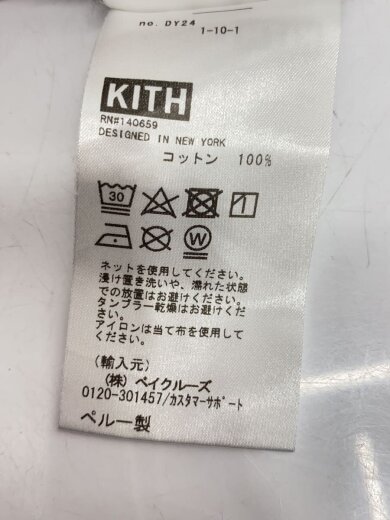 no. DY24
1-10-1
KITH
RN#140659
DESIGNED IN NEW YORK
コットン 100%
30
W
ネットを使用してください。
浸け置き洗いや、濡れた状態
での放置はお避けください。
タンブラー乾燥はお避けくだ
さい。
アイロンは当て布を使用して
ください。
(輸入元)
(株) ベイクルーズ
0120-301457/カスタマーサポート
ペルー製